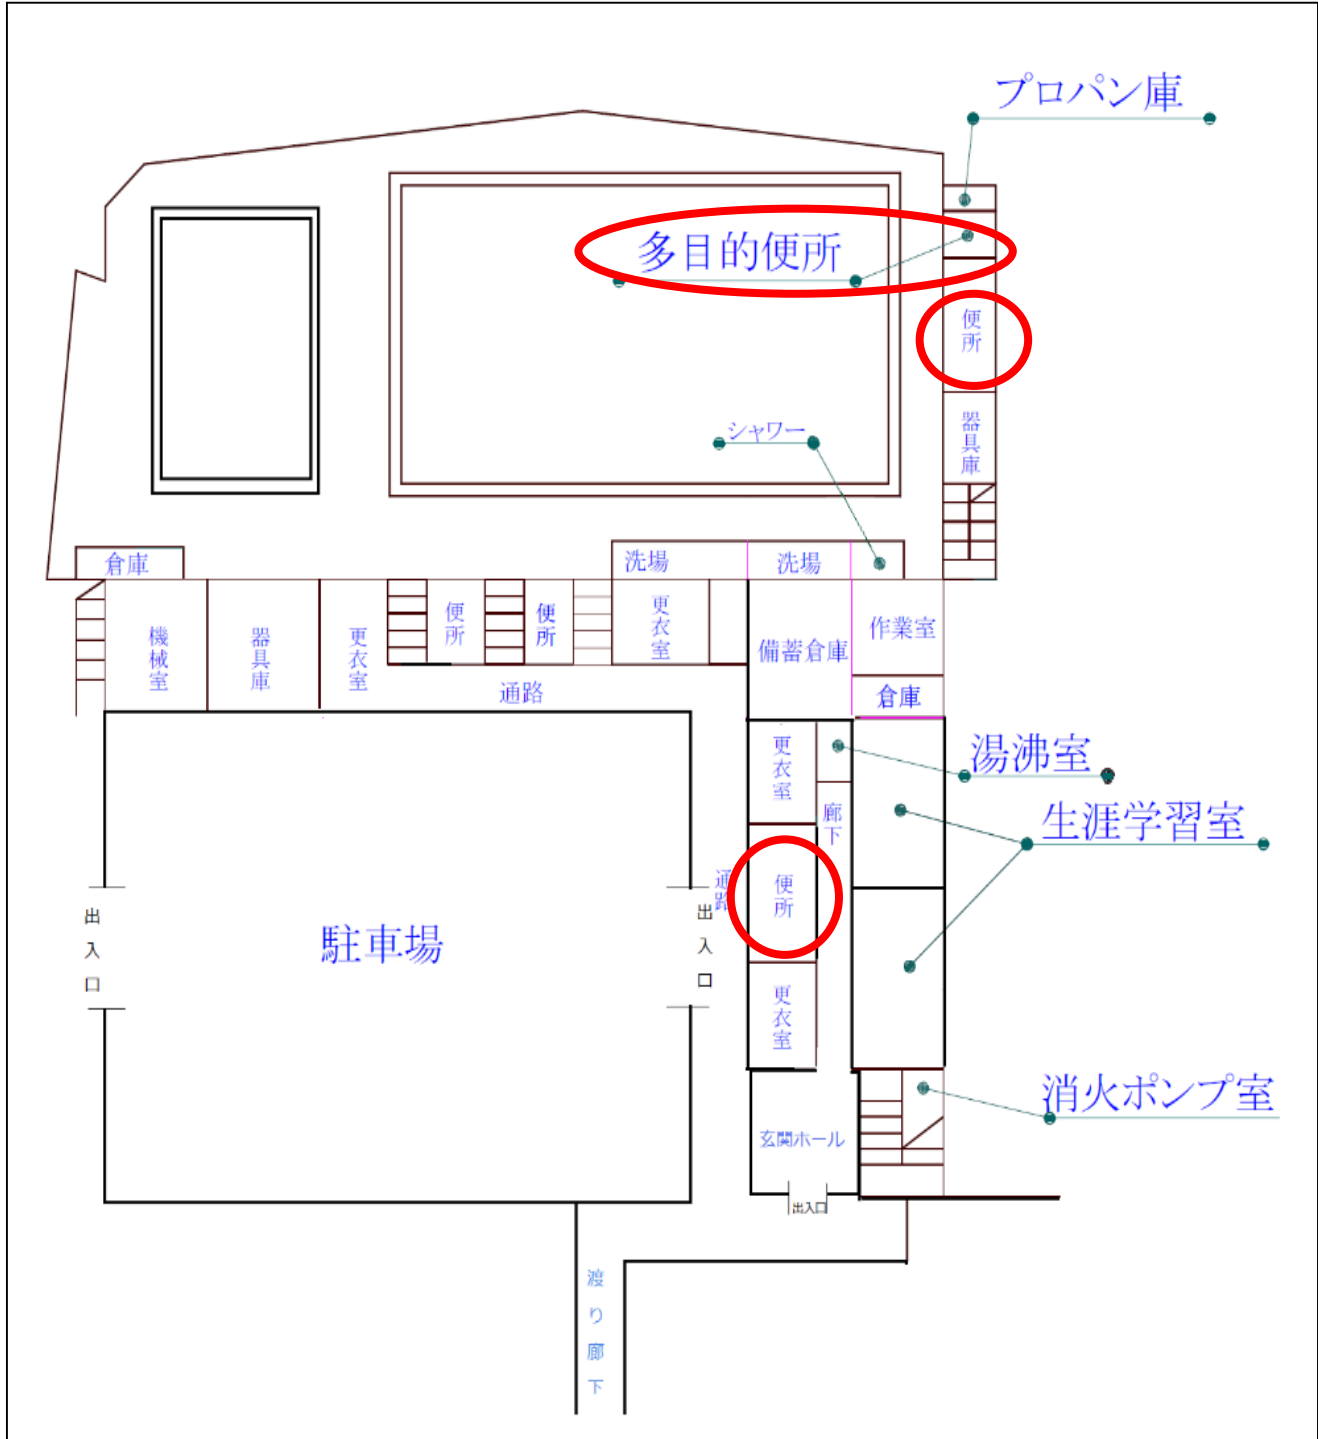 プロパン庫
多目的便所
便所
シャワー
器具庫
倉庫
洗場
洗場
機械室
器具庫
更衣室
便所
便所
更衣室
備蓄倉庫
作業室
倉庫
通路
更衣室
湯沸室
廊下
生涯学習室
通路
便所
出入口
駐車場
出入口
更衣室
消火ポンプ室
玄関ホール
出入口
渡り廊下